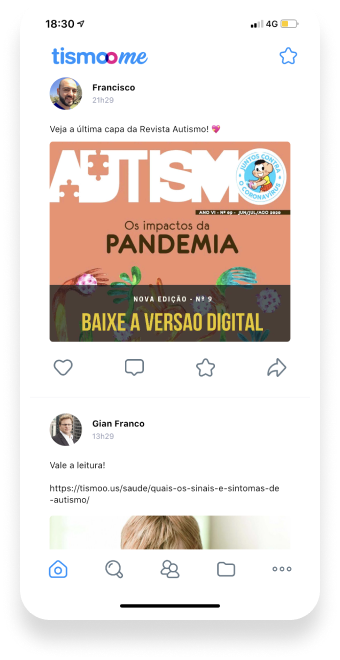 18:30
4G
tismoome
Francisco
21h29
Veja a última capa da Revista Autismo! 💖
AUTISMO
JUNTOS CONTRA
O CORONAVÍRUS
ANO VI - Nº 09 - JUN/JUL/AGO 2020
Os impactos da
PANDEMIA
NOVA EDIÇÃO - Nº 9
BAIXE A VERSAO DIGITAL
Gian Franco
13h29
Vale a leitura!
https://tismoo.us/saude/quais-os-sinais-e-sintomas-de
-autismo/